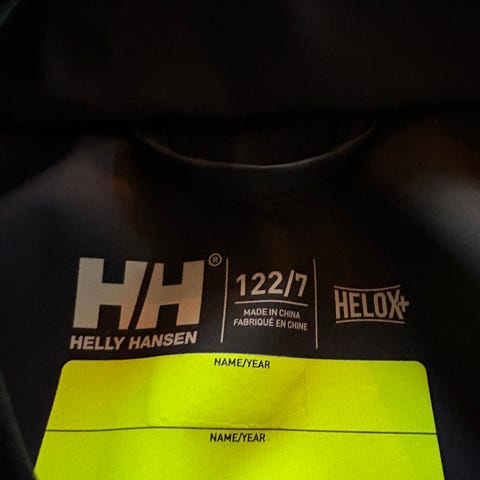 HH®
HELLY HANSEN
122/7
MADE IN CHINA
FABRIQUÉ EN CHINE
HELOX+
NAME/YEAR
NAME/YEAR